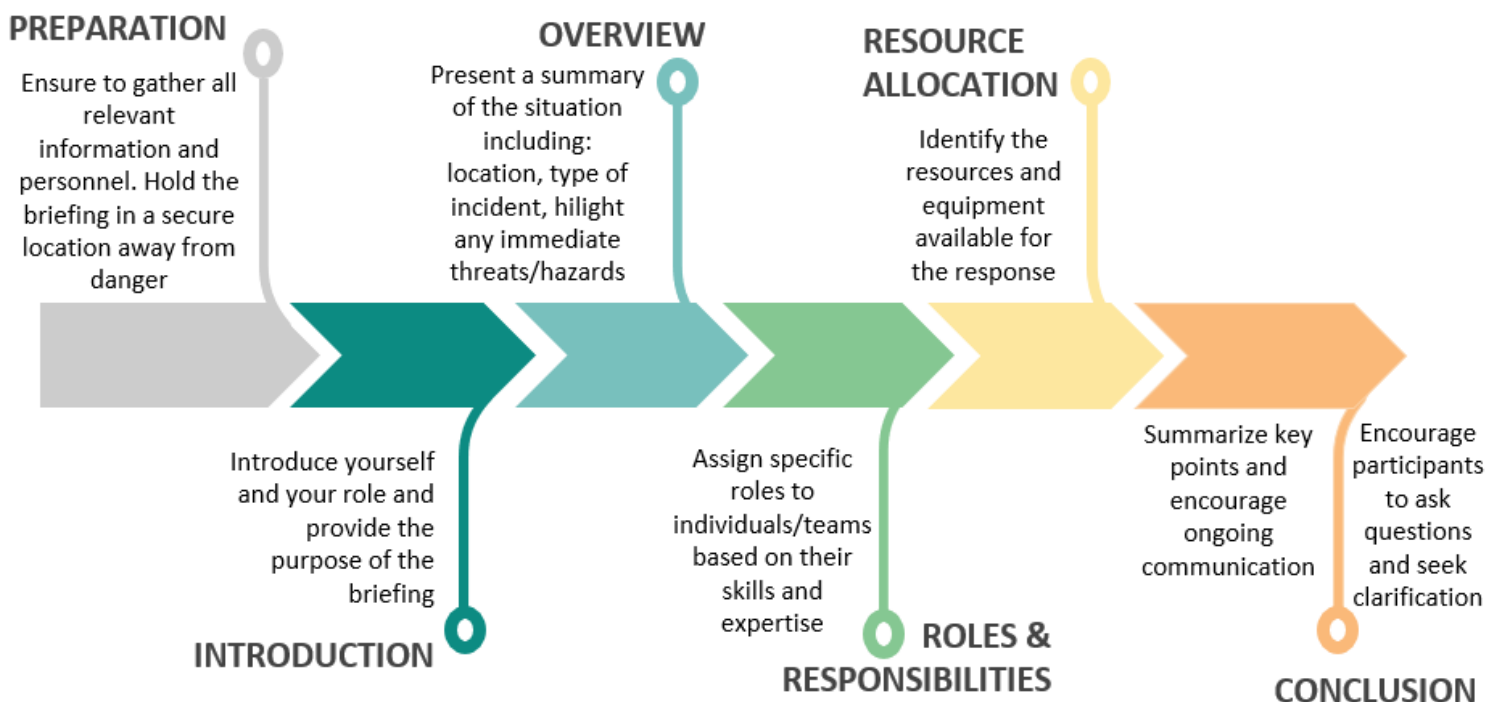 PREPARATION
Ensure to gather all
relevant
information and
personnel. Hold the
briefing in a secure
location away from
danger
INTRODUCTION
Introduce yourself
and your role and
provide the
purpose of the
briefing
OVERVIEW
Present a summary
of the situation
including:
location, type of
incident, hilight
any immediate
threats/hazards
ROLES &
RESPONSIBILITIES
Assign specific
roles to
individuals/teams
based on their
skills and
expertise
RESOURCE
ALLOCATION
Identify the
resources and
equipment
available for
the response
CONCLUSION
Summarize key
points and
encourage
ongoing
communication
Encourage
participants
to ask
questions
and seek
clarification